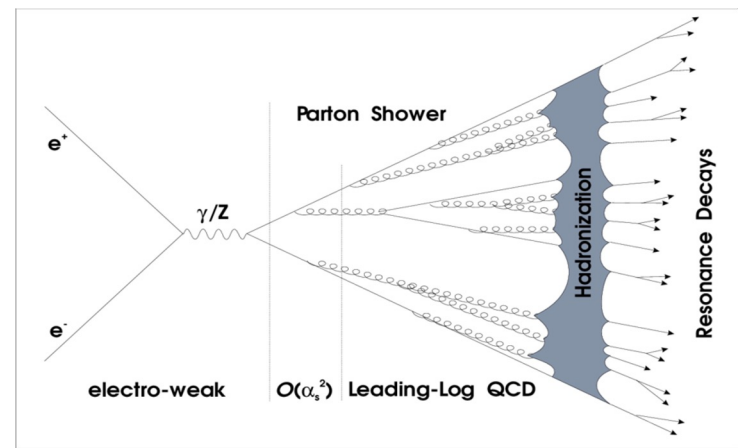 Parton Shower
e⁺
γ/Z
e⁻
Hadronization
Resonance Decays
electro-weak
O(αₛ²)
Leading-Log QCD